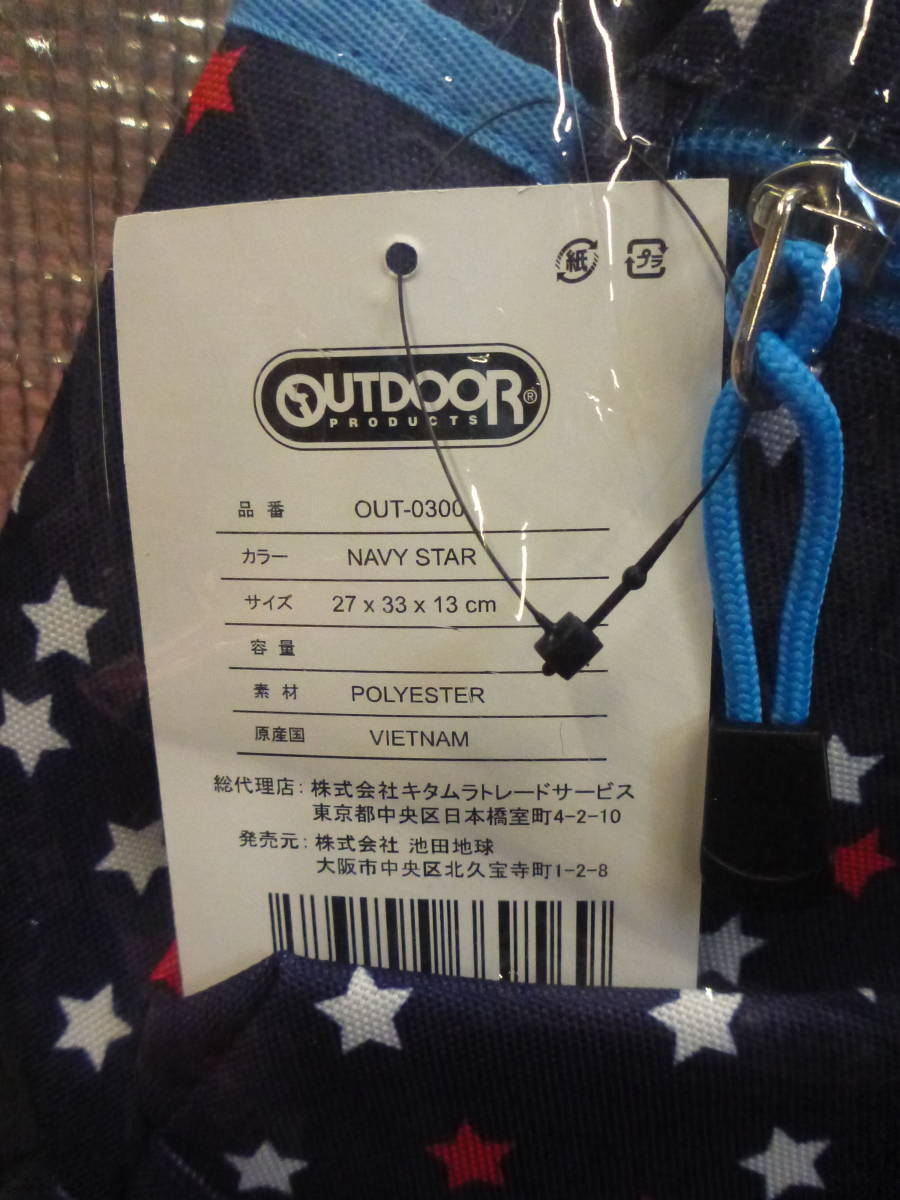 紙 プラ
OUTDOOR®
PRODUCTS
品番 OUT-0300
カラー NAVY STAR
サイズ 27 x 33 x 13 cm
容量
素材 POLYESTER
原産国 VIETNAM
総代理店：株式会社キタムラトレードサービス
東京都中央区日本橋室町4-2-10
発売元：株式会社 池田地球
大阪市中央区北久宝寺町1-2-8